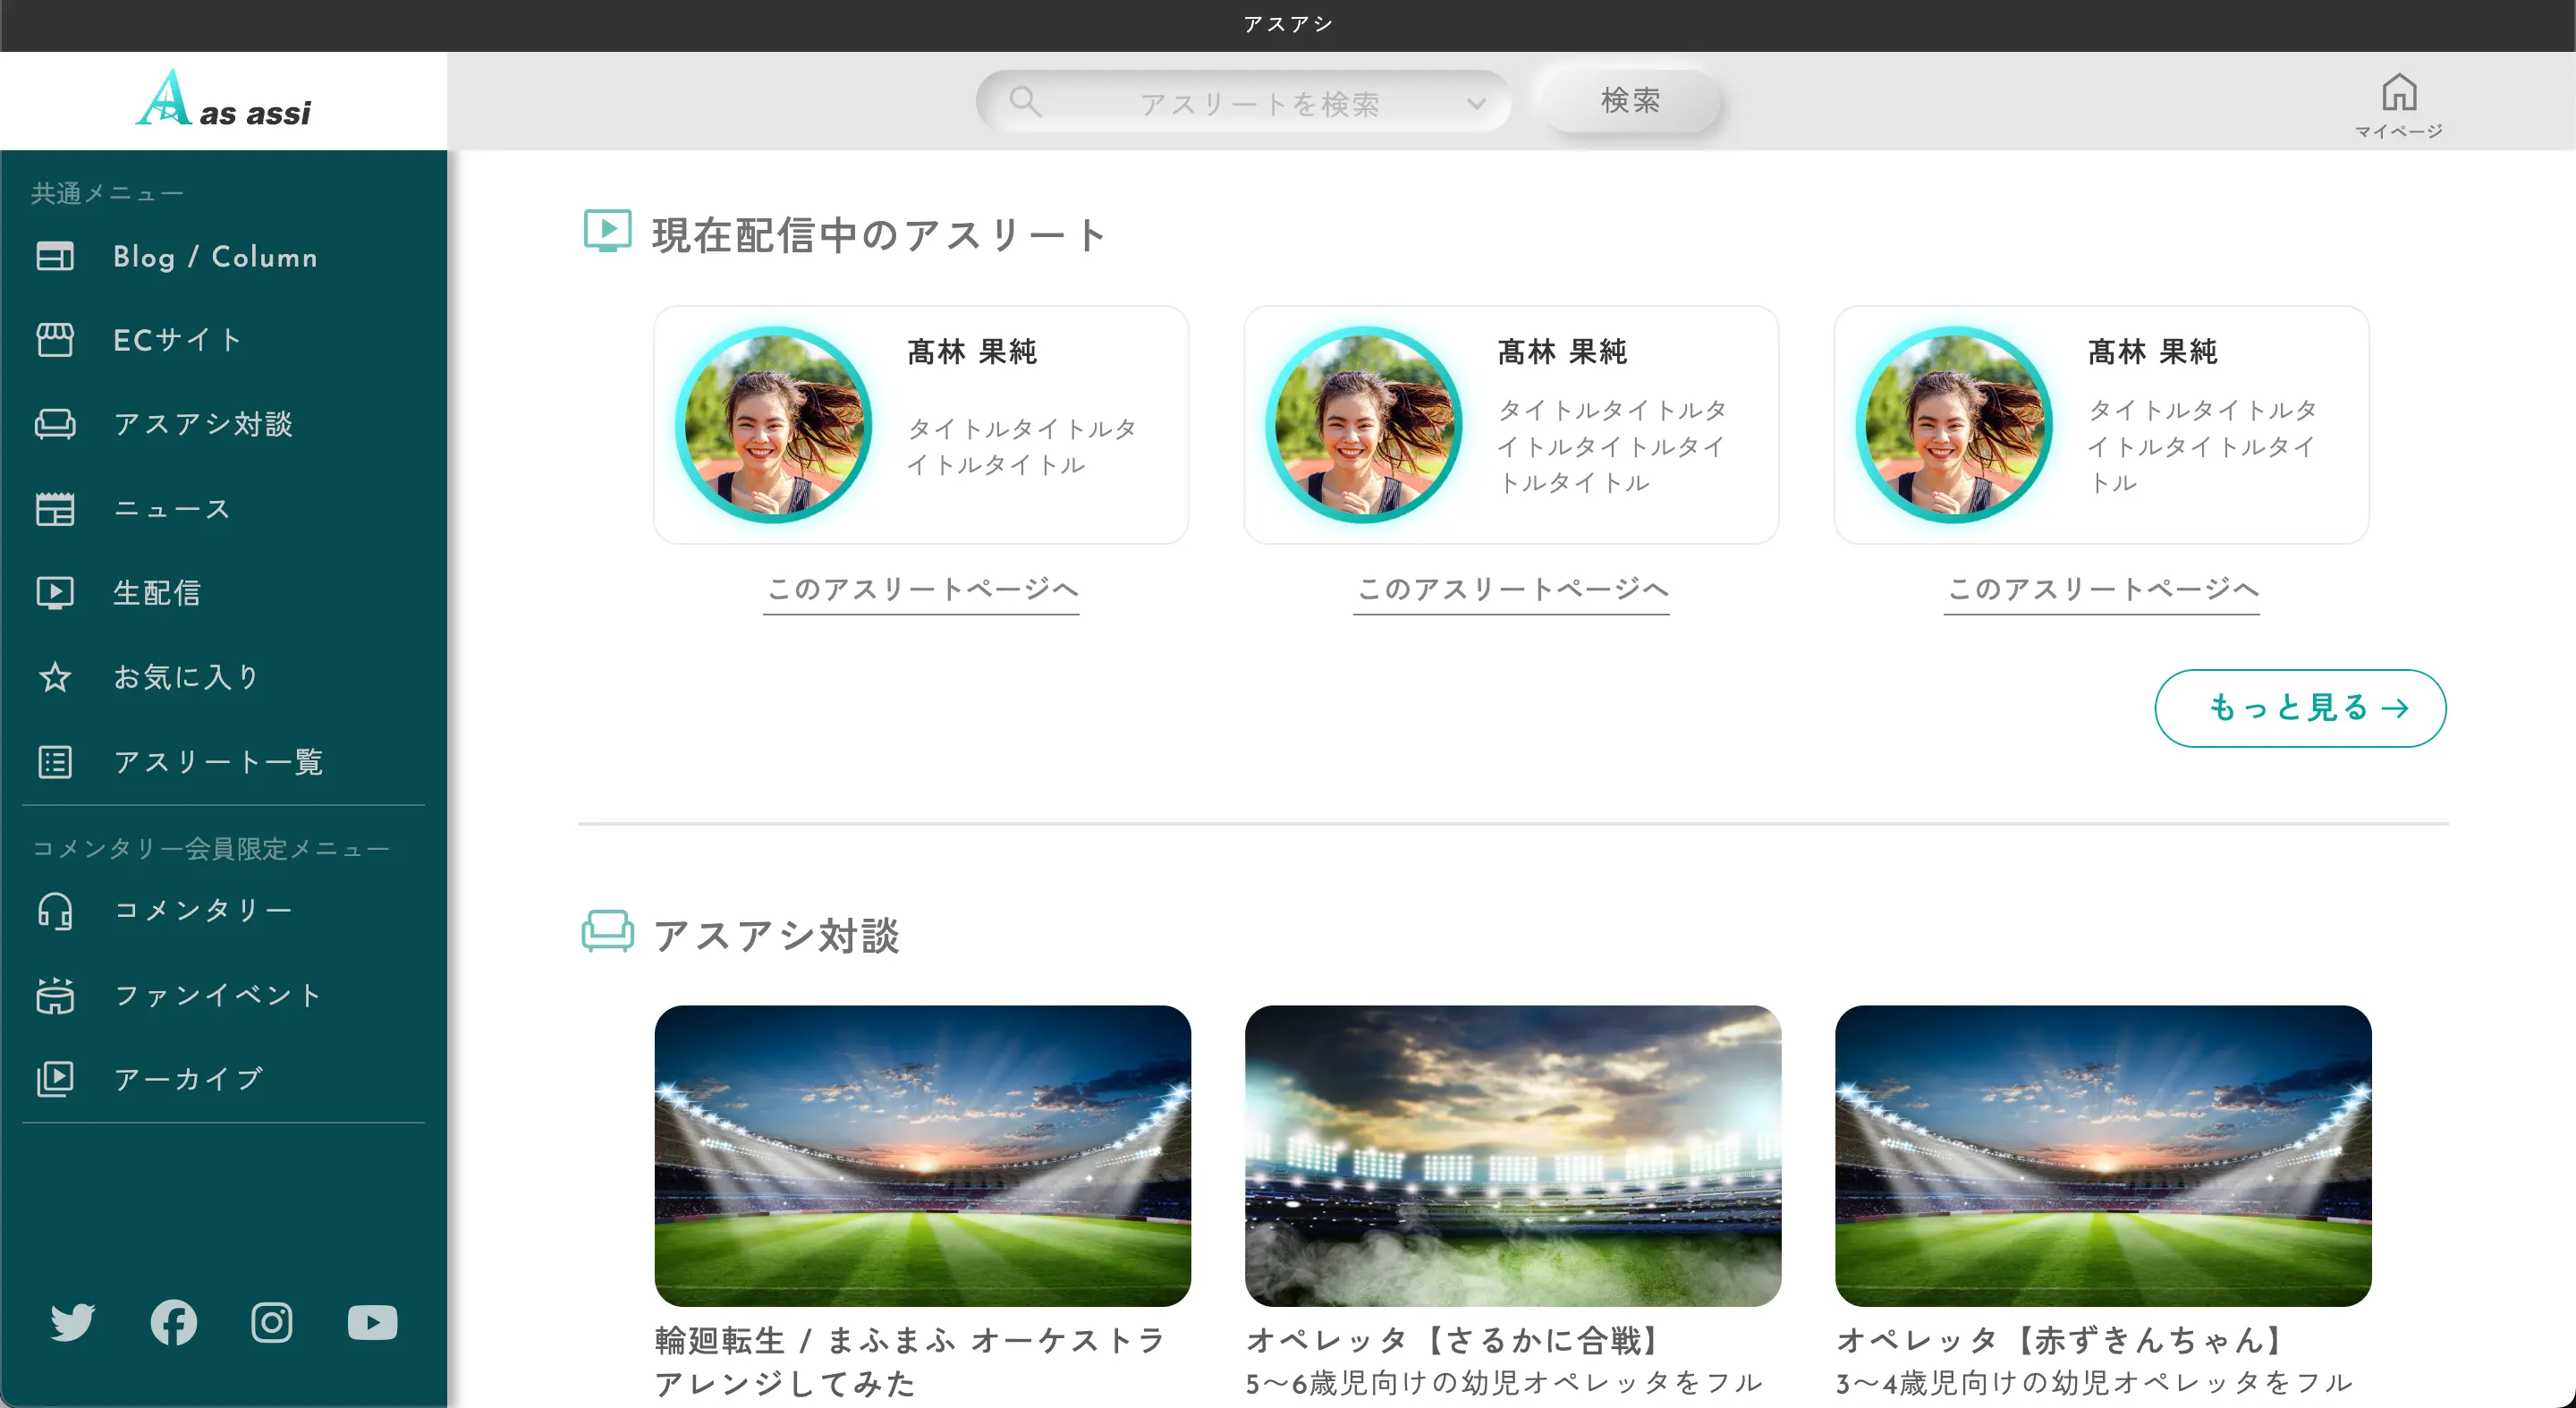 アスアシ
A as assi
アスリートを検索
検索
マイページ
共通メニュー
Blog / Column
ECサイト
アスアシ対談
ニュース
生配信
お気に入り
アスリート一覧
コメンタリー会員限定メニュー
コメンタリー
ファンイベント
アーカイブ
現在配信中のアスリート
髙林 果純
タイトルタイトルタ
イトルタイトル
このアスリートページへ
髙林 果純
タイトルタイトルタ
イトルタイトルタイ
トルタイトル
このアスリートページへ
髙林 果純
タイトルタイトルタ
イトルタイトルタイ
トル
このアスリートページへ
もっと見る→
アスアシ対談
輪廻転生 / まふまふ オーケストラ
アレンジしてみた
オペレッタ【さるかに合戦】
5〜6歳児向けの幼児オペレッタをフル
オペレッタ【赤ずきんちゃん】
3〜4歳児向けの幼児オペレッタをフル